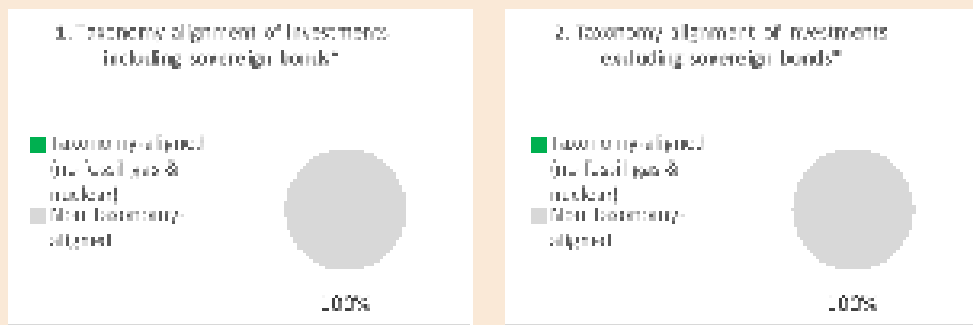 1. Taxonomy alignment of investments
including sovereign bonds*
Taxonomy-aligned
(no fossil gas &
nuclear)
Non Taxonomy-
aligned
100%
2. Taxonomy alignment of investments
excluding sovereign bonds*
Taxonomy-aligned
(no fossil gas &
nuclear)
Non Taxonomy-
aligned
100%